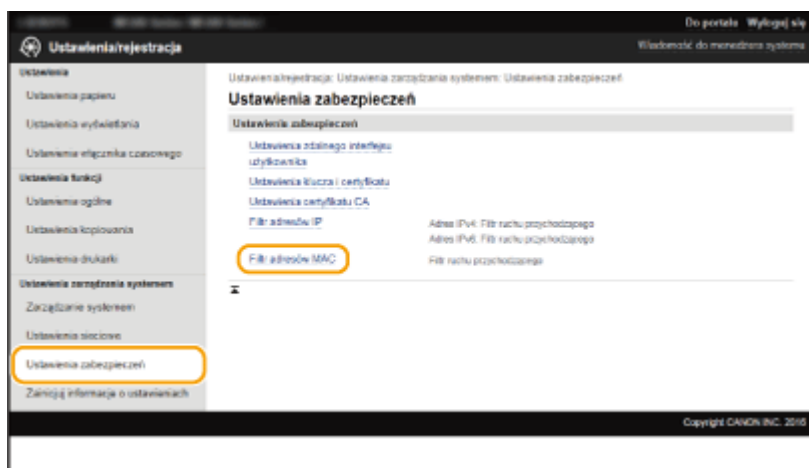 Do portalu Wyloguj się
Ustawienia/rejestracja
Wiadomość do menedżera systemu
Ustawienia
Ustawienia papieru
Ustawienia wyświetlania
Ustawienia włącznika czasowego
Ustawienia funkcji
Ustawienia ogólne
Ustawienia kopiowania
Ustawienia drukarki
Ustawienia zarządzania systemem
Zarządzanie systemem
Ustawienia sieciowe
Ustawienia zabezpieczeń
Zainicjuj informacje o ustawieniach
Ustawienia/rejestracja: Ustawienia zarządzania systemem: Ustawienia zabezpieczeń
Ustawienia zabezpieczeń
Ustawienia zabezpieczeń
Ustawienia zdalnego interfejsu
użytkownika
Ustawienia klucza i certyfikatu
Ustawienia certyfikatu CA
Filtr adresów IP
Adres IPv4: Filtr ruchu przychodzącego
Adres IPv6: Filtr ruchu przychodzącego
Filtr adresów MAC
Filtr ruchu przychodzącego
Copyright CANON INC. 2016